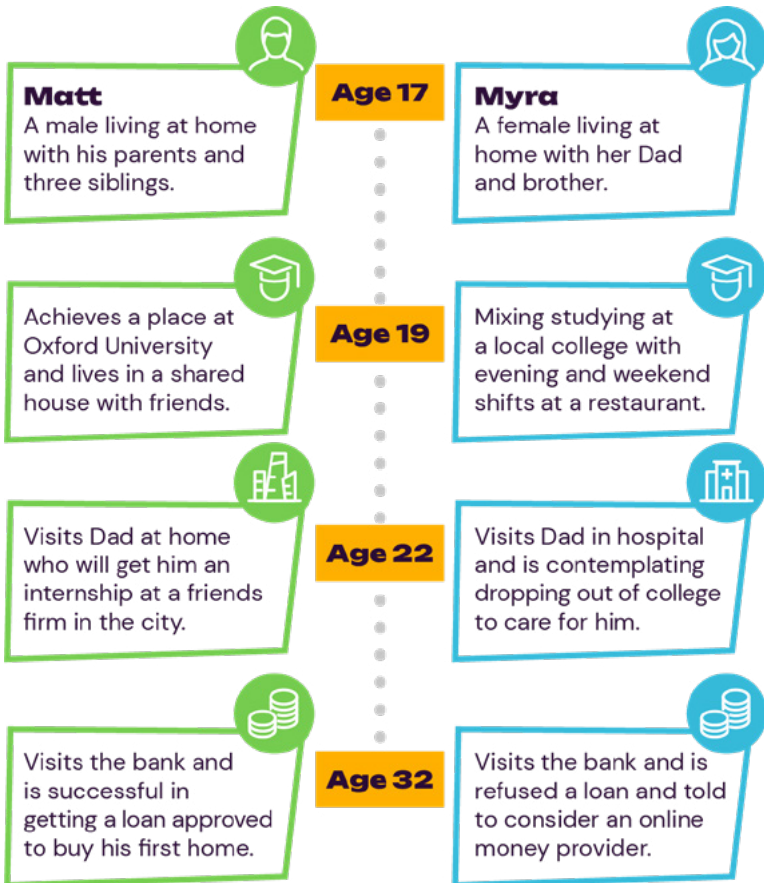 Age 17
Matt
A male living at home
with his parents and
three siblings.
Myra
A female living at
home with her Dad
and brother.
Age 19
Achieves a place at
Oxford University
and lives in a shared
house with friends.
Mixing studying at
a local college with
evening and weekend
shifts at a restaurant.
Age 22
Visits Dad at home
who will get him an
internship at a friends
firm in the city.
Visits Dad in hospital
and is contemplating
dropping out of college
to care for him.
Age 32
Visits the bank and
is successful in
getting a loan approved
to buy his first home.
Visits the bank and is
refused a loan and told
to consider an online
money provider.